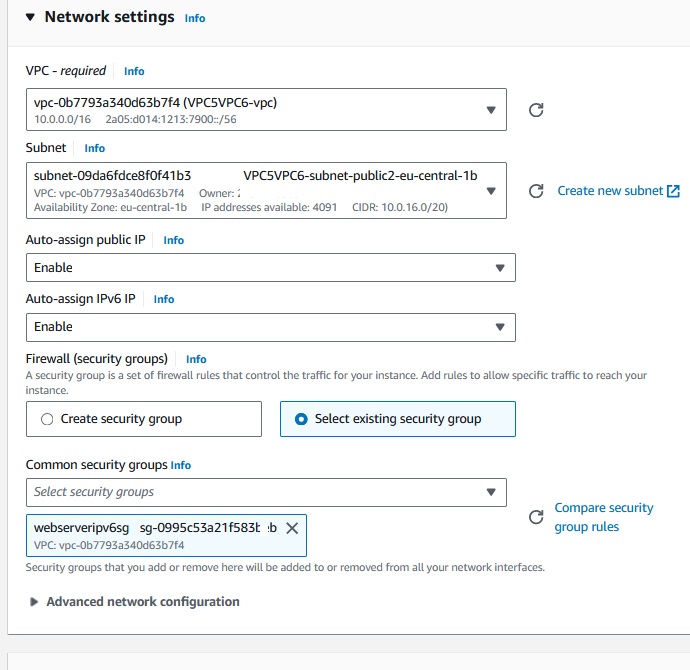 Network settings Info
VPC - required Info
vpc-0b7793a340d63b7f4 (VPC5VPC6-vpc)
10.0.0.0/16 2a05:d014:1213:7900::/56
Subnet Info
subnet-09da6fdce8f0f41b3 VPC5VPC6-subnet-public2-eu-central-1b
VPC: vpc-0b7793a340d63b7f4 Owner:
Availability Zone: eu-central-1b IP addresses available: 4091 CIDR: 10.0.16.0/20)
Create new subnet
Auto-assign public IP Info
Enable
Auto-assign IPv6 IP Info
Enable
Firewall (security groups) Info
A security group is a set of firewall rules that control the traffic for your instance. Add rules to allow specific traffic to reach your
instance.
Create security group
Select existing security group
Common security groups Info
Select security groups
Compare security
group rules
webserveripv6sg
VPC: vpc-0b7793a340d63b7f4
Security groups that you add or remove here will be added to or removed from all your network interfaces.
Advanced network configuration